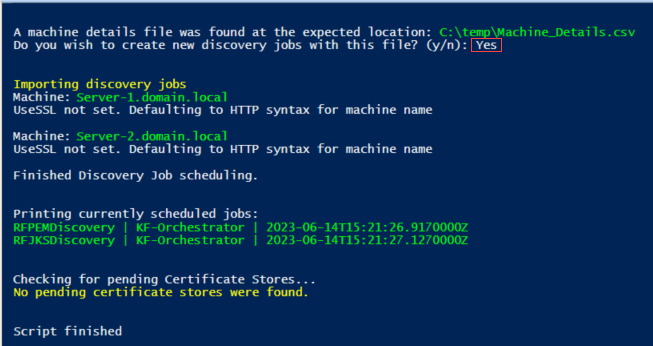 A machine details file was found at the expected location: C:\temp\Machine_Details.csv
Do you wish to create new discovery jobs with this file? (y/n): Yes
Importing discovery jobs
Machine: Server-1.domain.local
UseSSL not set. Defaulting to HTTP syntax for machine name
Machine: Server-2.domain.local
UseSSL not set. Defaulting to HTTP syntax for machine name
Finished Discovery Job scheduling.
Printing currently scheduled jobs:
RFPEMDiscovery | KF-Orchestrator | 2023-06-14T15:21:26.9170000Z
RFJKSDiscovery | KF-Orchestrator | 2023-06-14T15:21:27.1270000Z
Checking for pending Certificate Stores...
No pending certificate stores were found.
Script finished